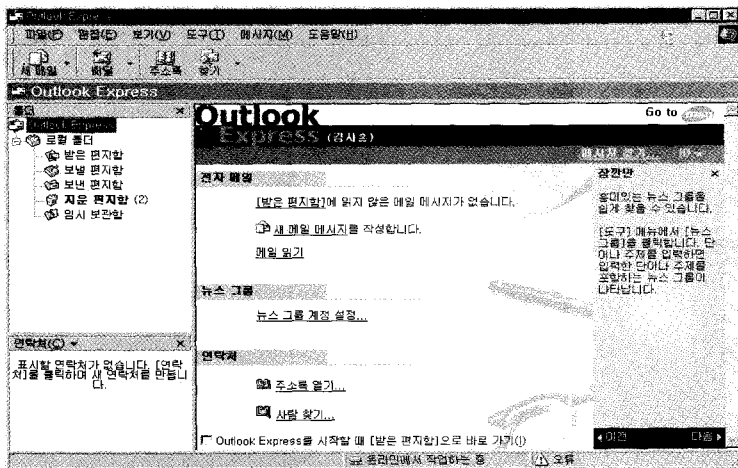 Outlook Express
파일(F) 편집(E) 보기(V) 도구(T) 메시지(M) 도움말(H)
새 메일 배달 주소록 찾기
Outlook Express
폴더
Outlook Express
로컬 폴더
받은 편지함
보낼 편지함
보낸 편지함
지운 편지함 (2)
임시 보관함
연락처(C)
표시할 연락처가 없습니다. [연락
처]를 클릭하며 새 연락처를 만듭니
다.
Outlook
Express
Go to
전자 메일
[받은 편지함]에 읽지 않은 메일 메시지가 없습니다.
새 메일 메시지를 작성합니다.
메일 읽기
뉴스 그룹
뉴스 그룹 계정 설정...
연락처
주소록 열기...
사람 찾기...
Outlook Express를 시작할 때 [받은 편지함]으로 바로 가기(I)
잠깐만
흥미있는 뉴스 그룹을
쉽게 찾을 수 있습니다.
[도구] 메뉴에서 [뉴스
그룹]을 클릭합니다. 단
어나 주제를 입력하면
입력한 단어나 주제를
포함하는 뉴스 그룹이
나타납니다.
이전 다음
온라인에서 작업하는 중 오류